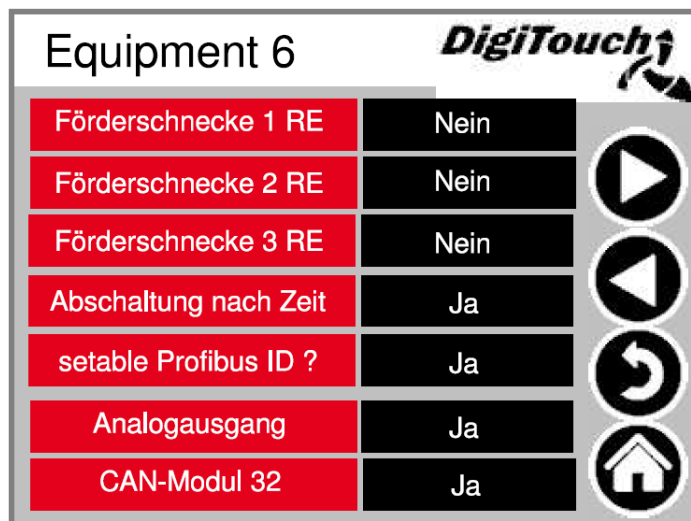 Equipment 6
DigiTouch
Förderschnecke 1 RE Nein
Förderschnecke 2 RE Nein
Förderschnecke 3 RE Nein
Abschaltung nach Zeit Ja
setable Profibus ID ? Ja
Analogausgang Ja
CAN-Modul 32 Ja